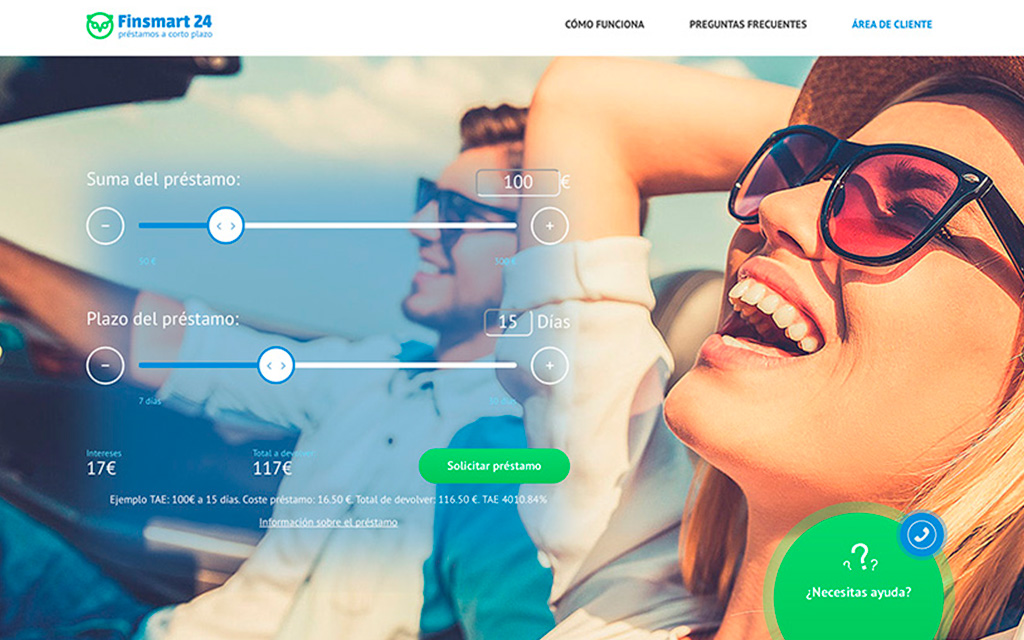 Finsmart 24
préstamos a corto plazo
CÓMO FUNCIONA
PREGUNTAS FRECUENTES
ÁREA DE CLIENTE
Suma del préstamo:
100 €
50 €
300 €
Plazo del préstamo:
15 Días
7 días
30 días
Intereses
17€
Total a devolver
117€
Solicitar préstamo
Ejemplo TAE: 100€ a 15 días. Coste préstamo: 16.50 €. Total de devolver: 116.50 €. TAE 4010.84%
Información sobre el préstamo
¿Necesitas ayuda?